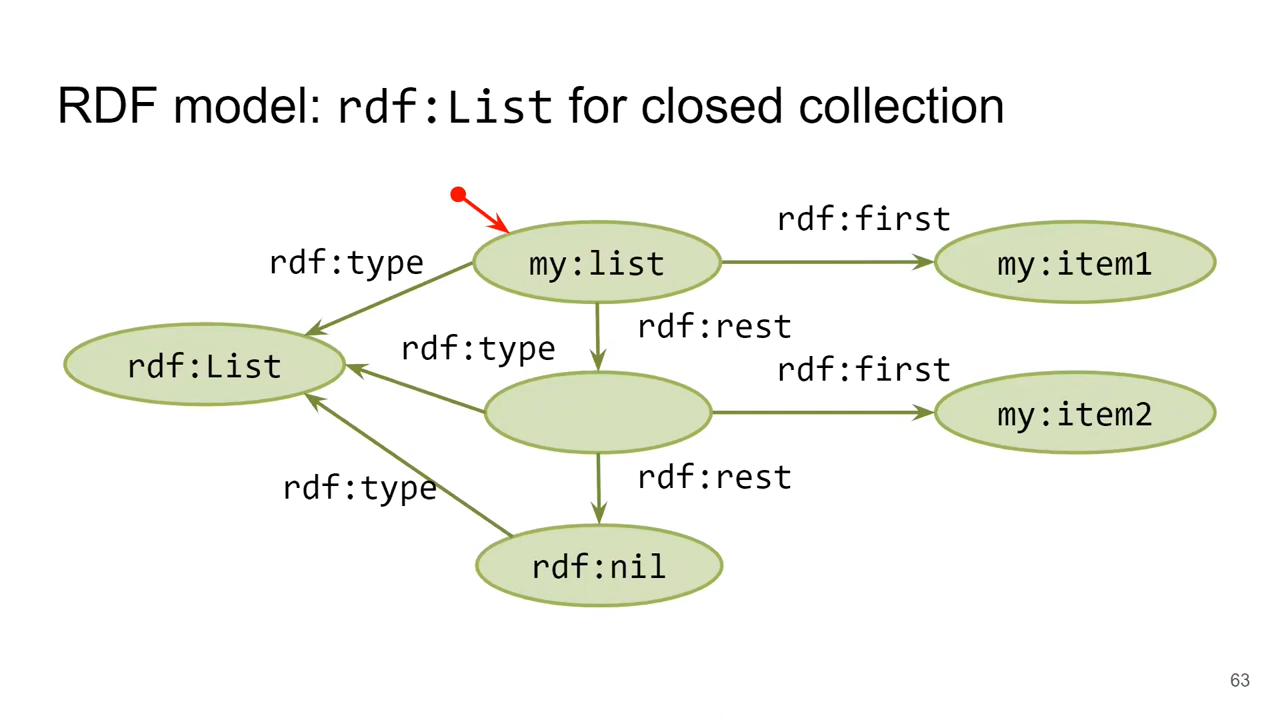 RDF model: rdf:List for closed collection
rdf:first
rdf:type
my:list
my:item1
rdf:rest
rdf:type
rdf:first
rdf:List
my:item2
rdf:rest
rdf:type
rdf:nil
63